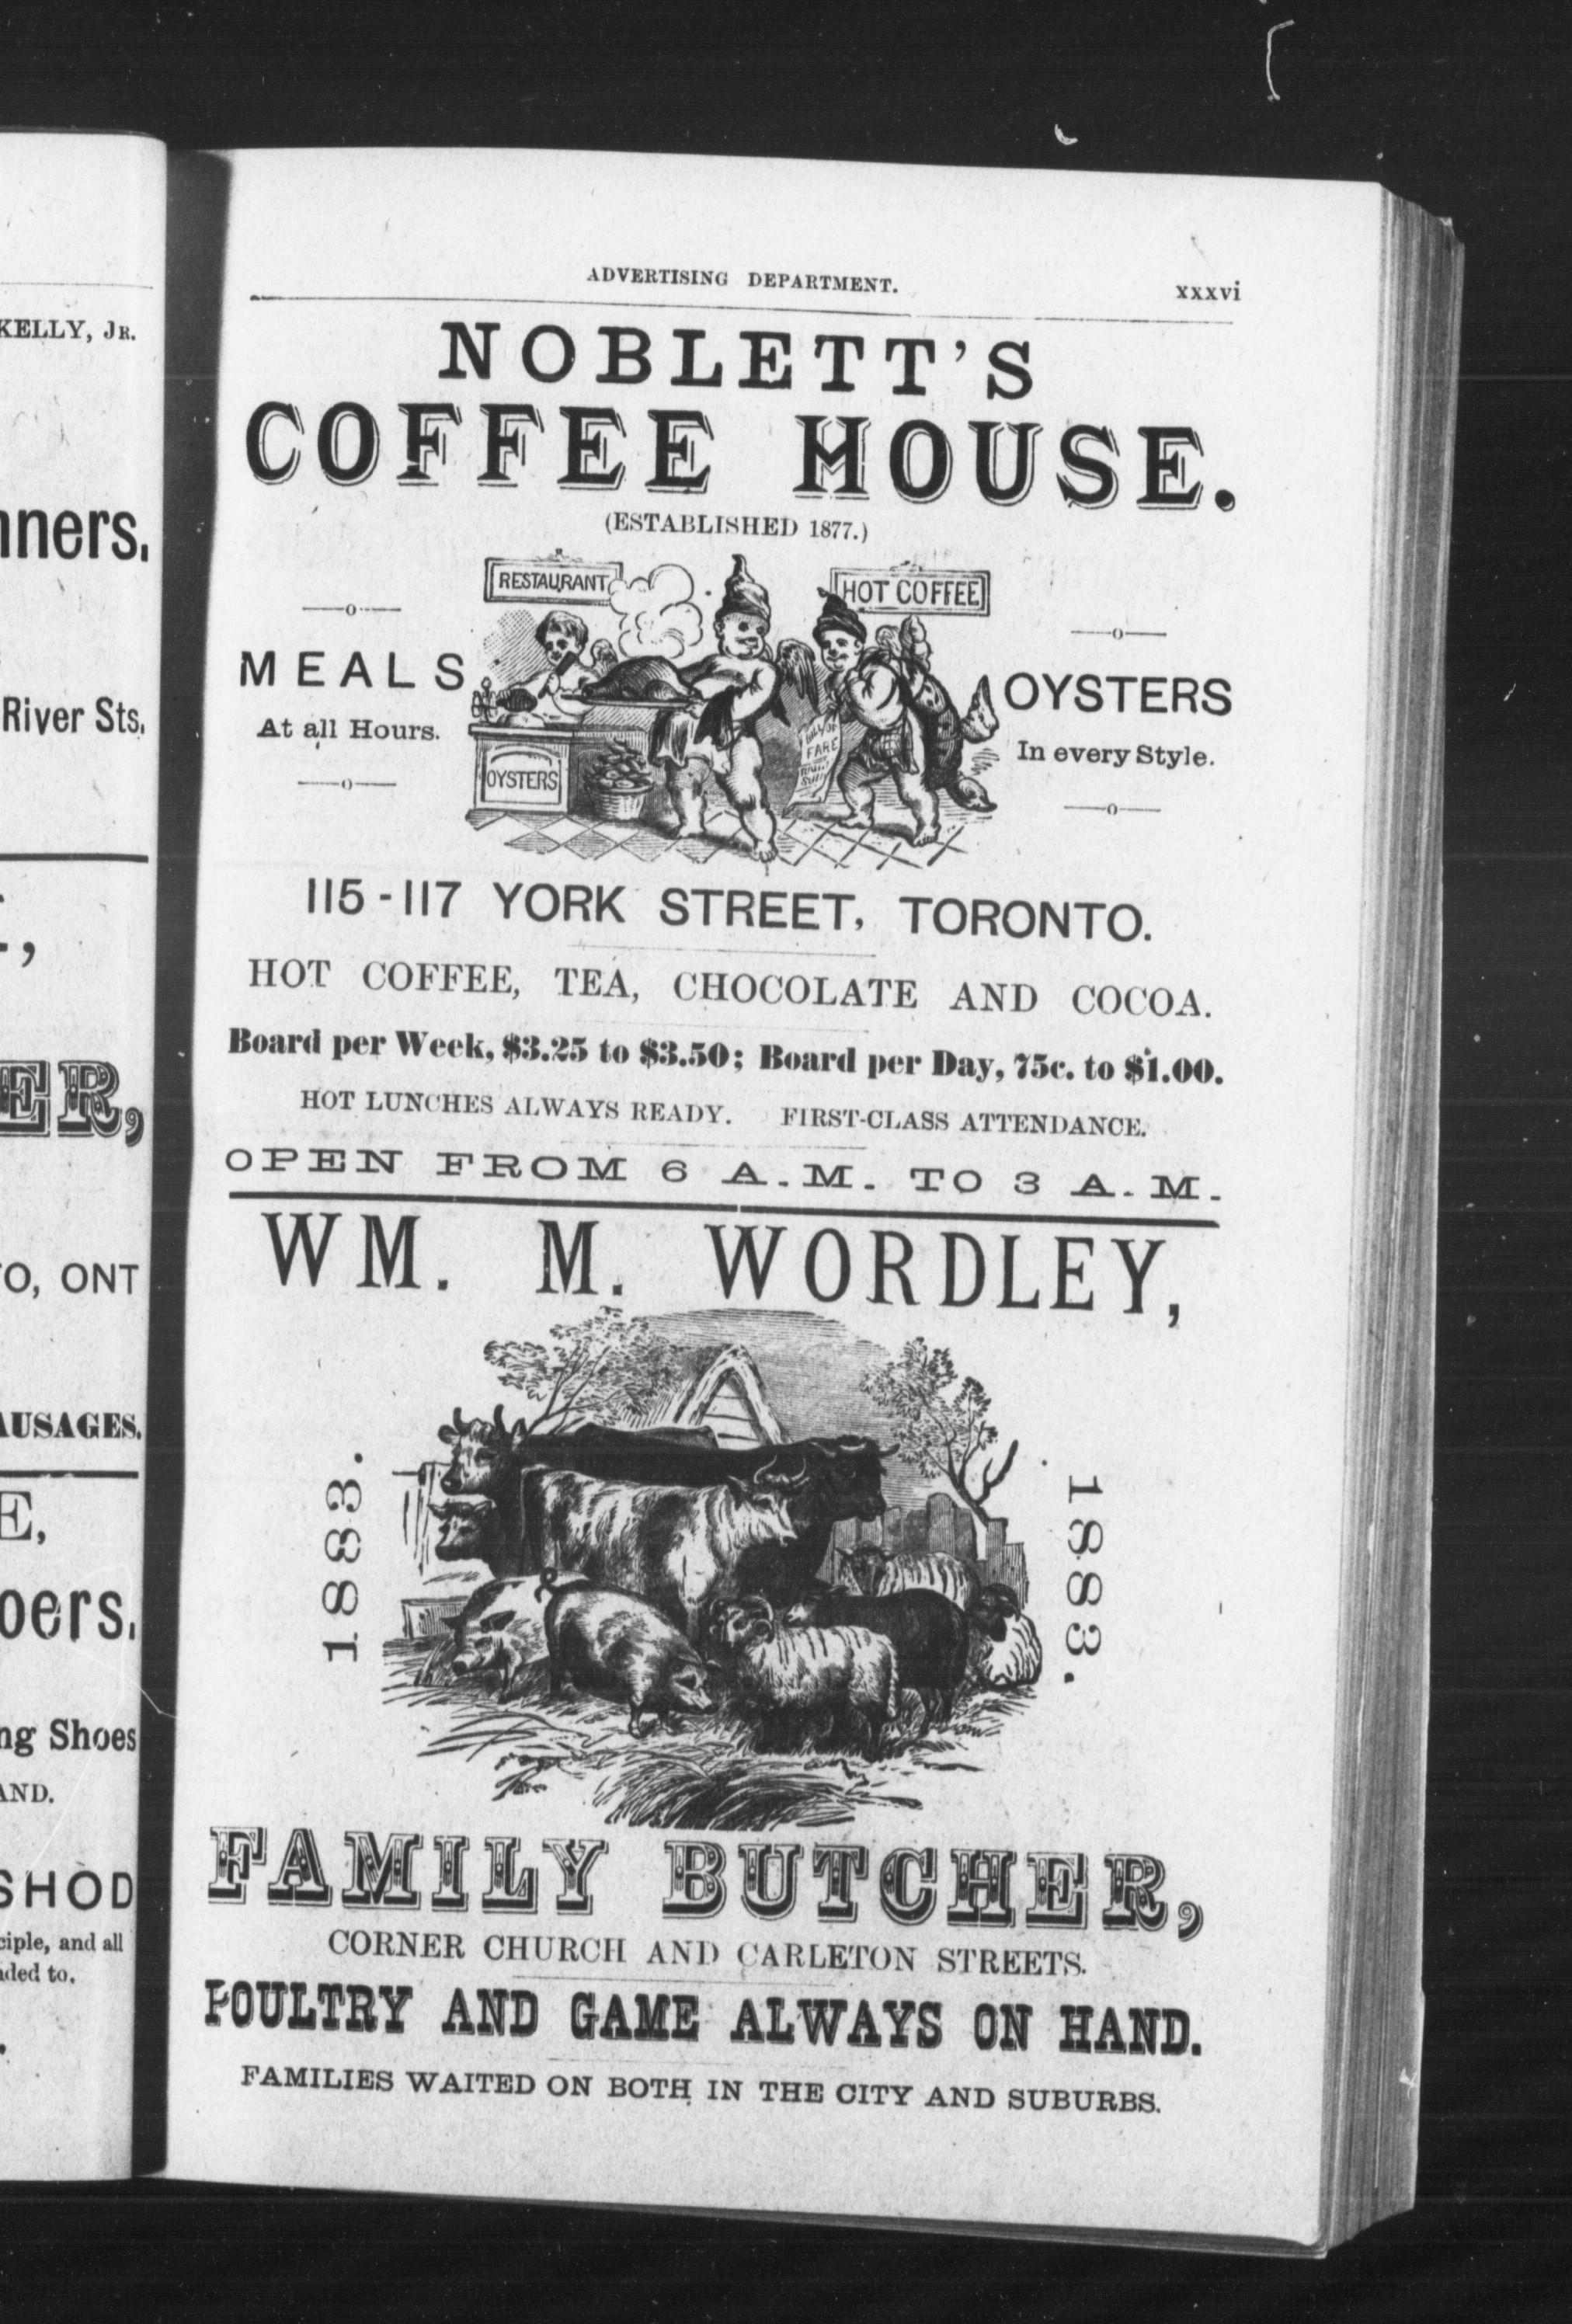 KELLY, JR.
River Sts.
ER,
O, ONT
E,
ng Shoes
AND.
SHOD
and all
to.
ADVERTISING DEPARTMENT. xxxvi
NOBLETT'S
COFFEE HOUSE.
(ESTABLISHED 1877.)
RESTAURANT
HOT COFFEE
MEALS
At all Hours.
OYSTERS
FARE
OYSTERS
In every Style.
115-117 YORK STREET, TORONTO.
HOT COFFEE, TEA, CHOCOLATE AND COCOA.
Board per Week, $3.25 to $3.50; Board per Day, 75c. to $1.00.
HOT LUNCHES ALWAYS READY. FIRST-CLASS ATTENDANCE.
OPEN FROM 6 A.M. TO 3 A.M.
WM. M. WORDLEY,
1883.
1883.
FAMILY BUTCHER,
CORNER CHURCH AND CARLETON STREETS.
POULTRY AND GAME ALWAYS ON HAND.
FAMILIES WAITED ON BOTH IN THE CITY AND SUBURBS.